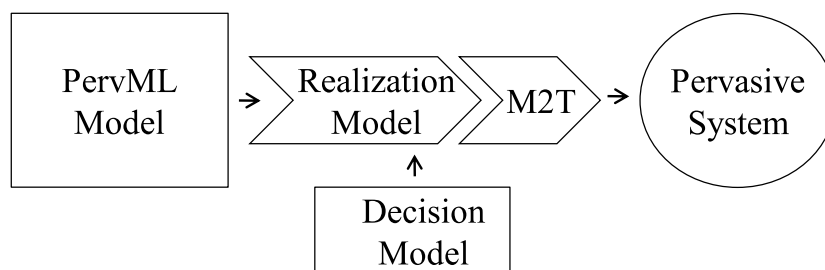 PervML
Model
Realization
Model
M2T
Pervasive
System
Decision
Model